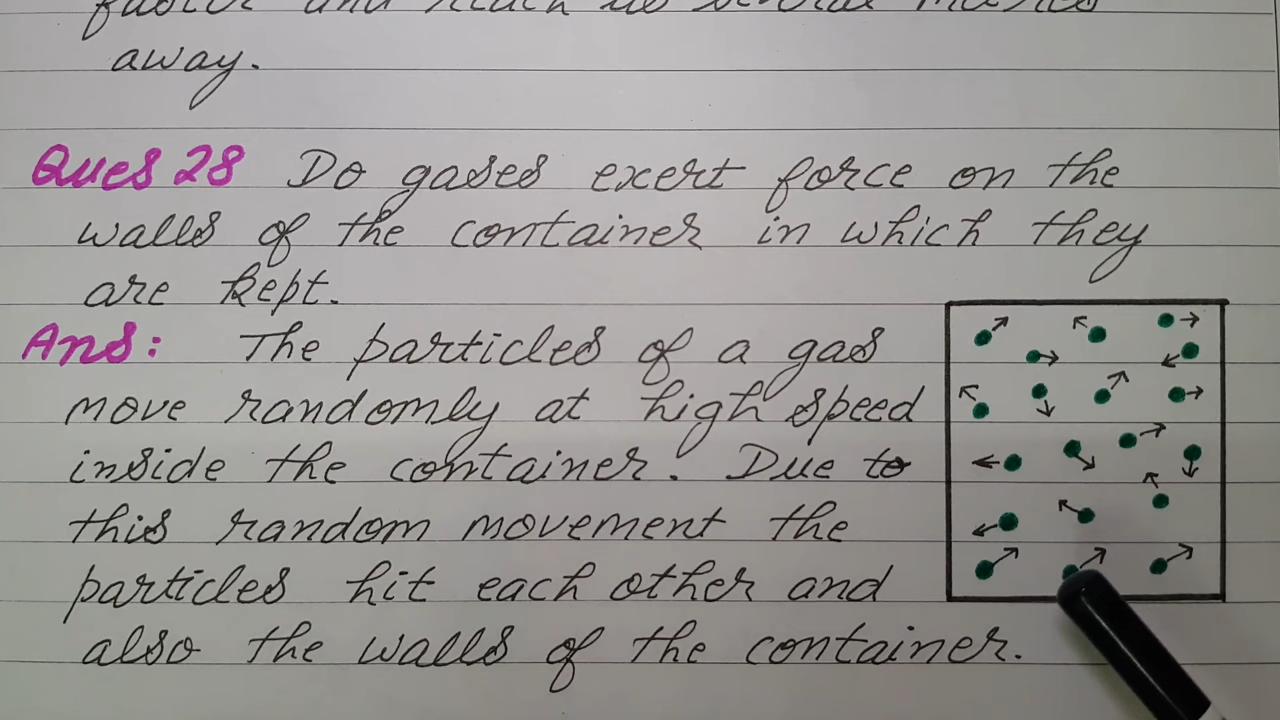 away.
Ques 28 Do gases exert force on the
walls of the container in which they
are kept.
Ans: The particles of a gas
move randomly at high speed
inside the container. Due to
this random movement the
particles hit each other and
also the walls of the container.